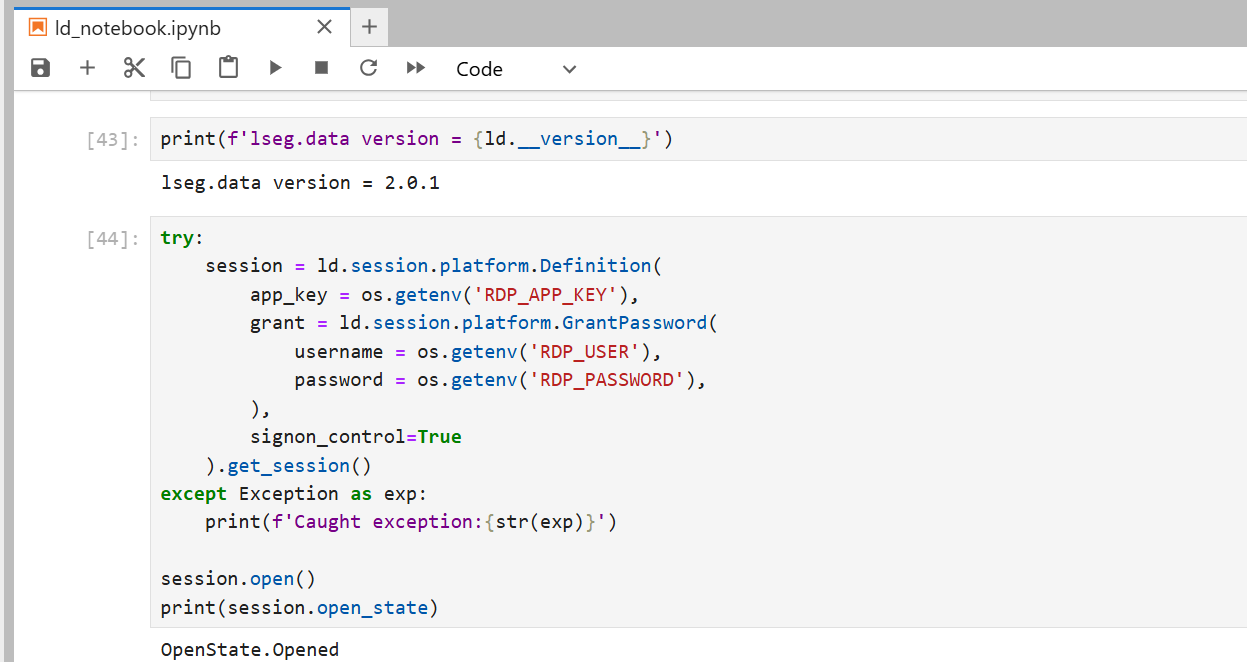 ld_notebook.ipynb
Code
[43]:
print(f'lseg.data version = {ld.__version__}')
lseg.data version = 2.0.1
[44]:
try:
    session = ld.session.platform.Definition(
        app_key = os.getenv('RDP_APP_KEY'),
        grant = ld.session.platform.GrantPassword(
            username = os.getenv('RDP_USER'),
            password = os.getenv('RDP_PASSWORD'),
        ),
        signon_control=True
    ).get_session()
except Exception as exp:
    print(f'Caught exception:{str(exp)}')
session.open()
print(session.open_state)
OpenState.Opened